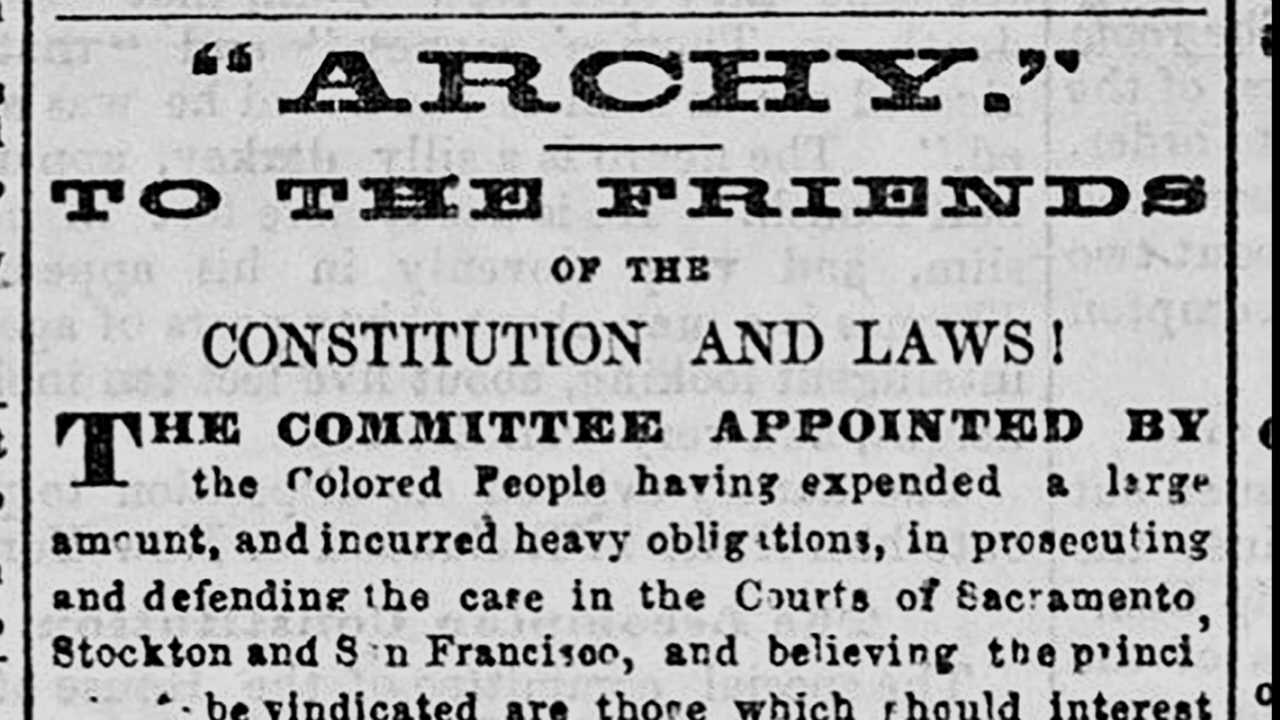 "ARCHY."
TO THE FRIENDS
OF THE
CONSTITUTION AND LAWS!
THE COMMITTEE APPOINTED BY
the Colored People having expended a large
amount, and incurred heavy obligations, in prosecuting
and defending the case in the Courts of Sacramento,
Stockton and San Francisco, and believing the princi
be vindicated are those which should interest